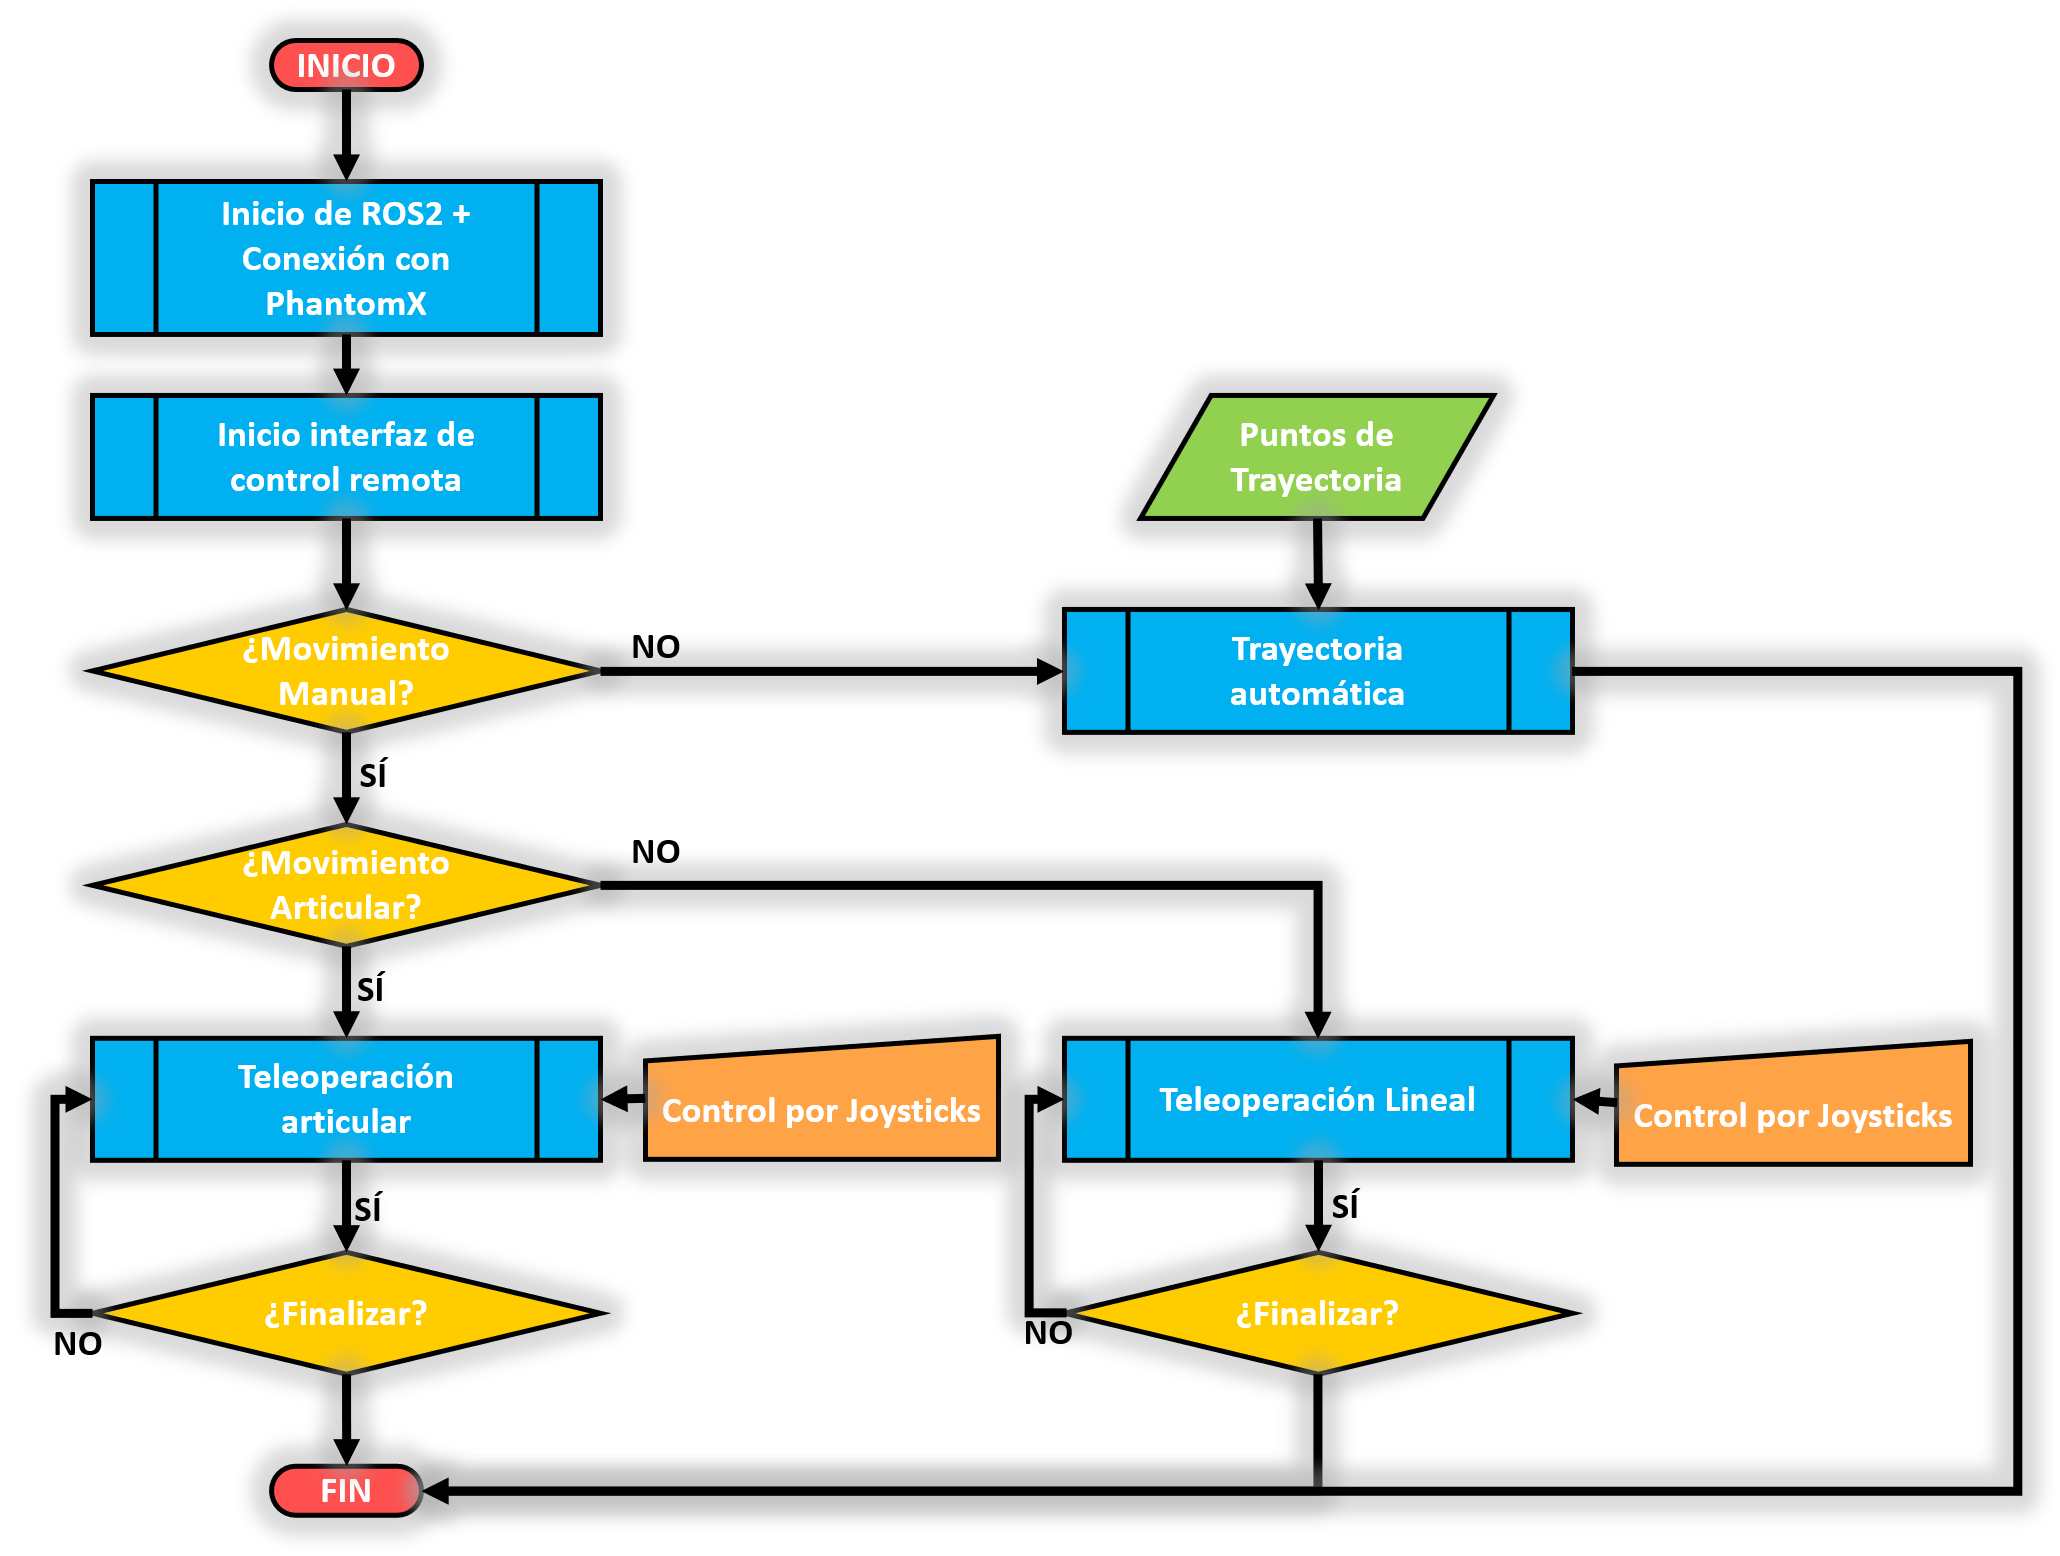 INICIO
Inicio de ROS2 +
Conexión con
PhantomX
Inicio interfaz de
control remota
Puntos de
Trayectoria
¿Movimiento
Manual?
NO
Trayectoria
automática
SÍ
¿Movimiento
Articular?
NO
SÍ
Teleoperación
articular
Control por Joysticks
Teleoperación Lineal
Control por Joysticks
SÍ
SÍ
¿Finalizar?
NO
¿Finalizar?
NO
FIN